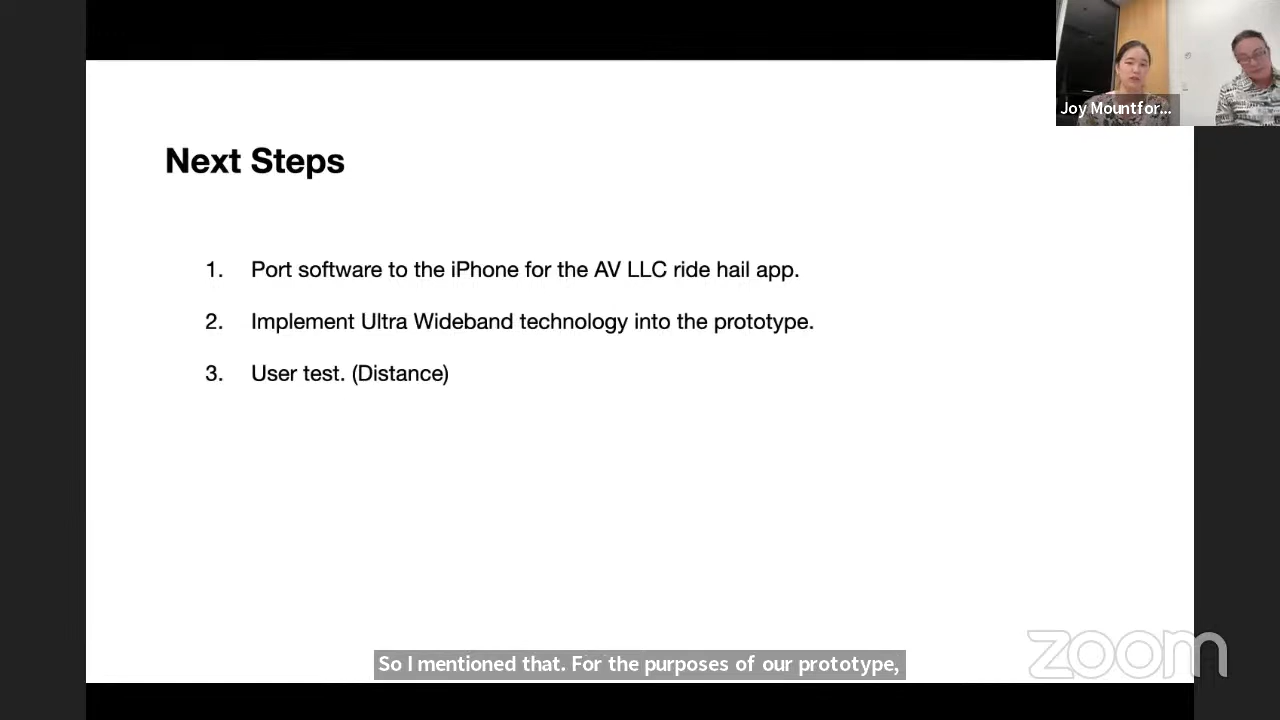 Joy Mountfor...
Next Steps
1. Port software to the iPhone for the AV LLC ride hail app.
2. Implement Ultra Wideband technology into the prototype.
3. User test. (Distance)
So I mentioned that. For the purposes of our prototype,
zoom